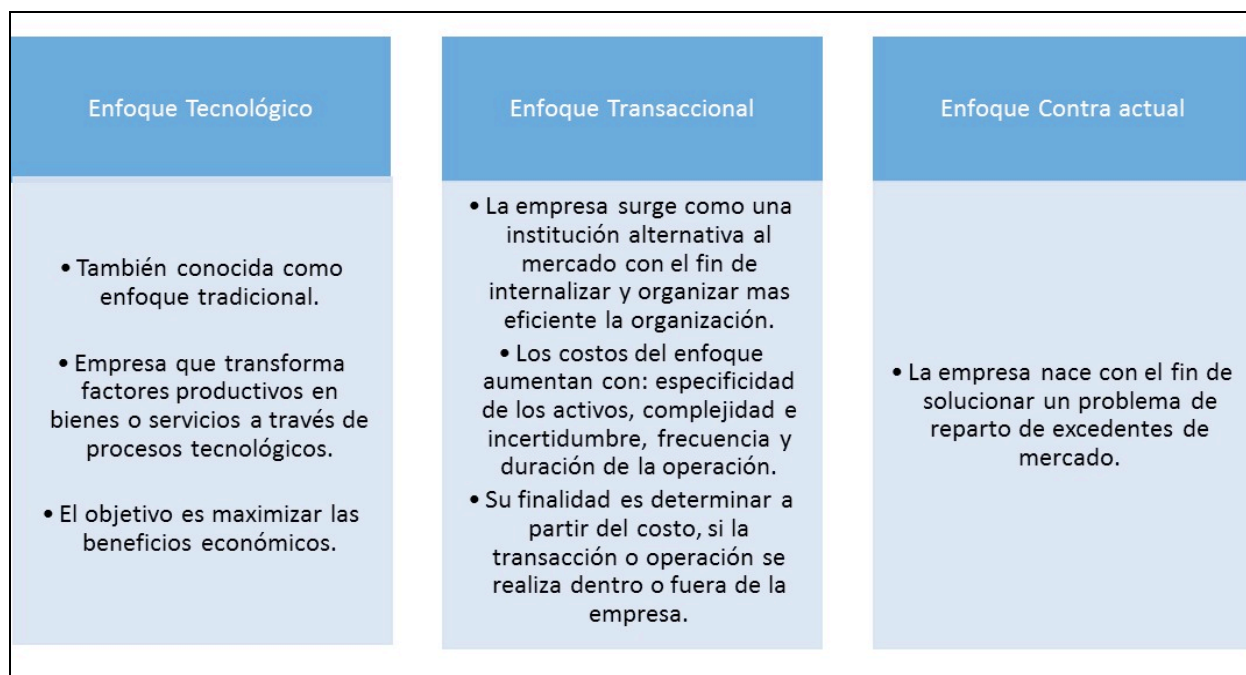 Enfoque Tecnológico
• También conocida como
enfoque tradicional.
• Empresa que transforma
factores productivos en
bienes o servicios a través de
procesos tecnológicos.
• El objetivo es maximizar las
beneficios económicos.
Enfoque Transaccional
• La empresa surge como una
institución alternativa al
mercado con el fin de
internalizar y organizar mas
eficiente la organización.
• Los costos del enfoque
aumentan con: especificidad
de los activos, complejidad e
incertidumbre, frecuencia y
duración de la operación.
• Su finalidad es determinar a
partir del costo, si la
transacción o operación se
realiza dentro o fuera de la
empresa.
Enfoque Contra actual
• La empresa nace con el fin de
solucionar un problema de
reparto de excedentes de
mercado.